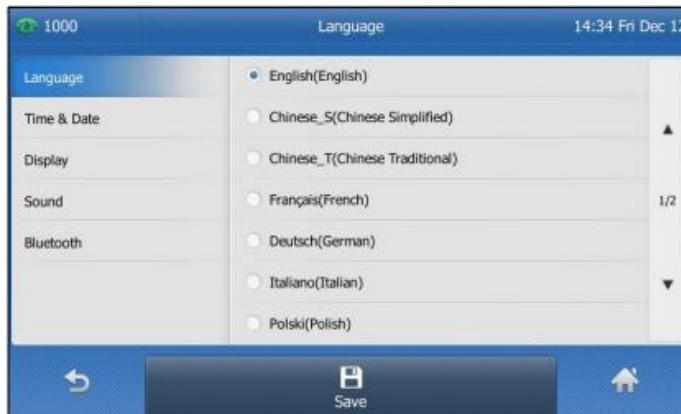 1000 Language 14:34 Fri Dec 12
Language
Time & Date
Display
Sound
Bluetooth
English(English)
Chinese_S(Chinese Simplified)
Chinese_T(Chinese Traditional)
Français(French)
Deutsch(German)
Italiano(Italian)
Polski(Polish)
1/2
Save